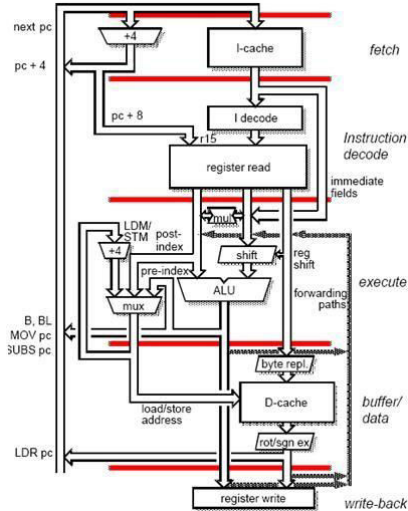 next pc
+4
I-cache
fetch
pc + 4
pc + 8
I decode
r15
Instruction
decode
register read
immediate
fields
mul
LDM/
STM
post-
index
+4
shift
reg
shift
pre-index
execute
ALU
forwarding
paths
mux
B, BL
MOV pc
SUBS pc
byte repl.
D-cache
buffer/
data
load/store
address
rot/sgn ex
LDR pc
register write
write-back